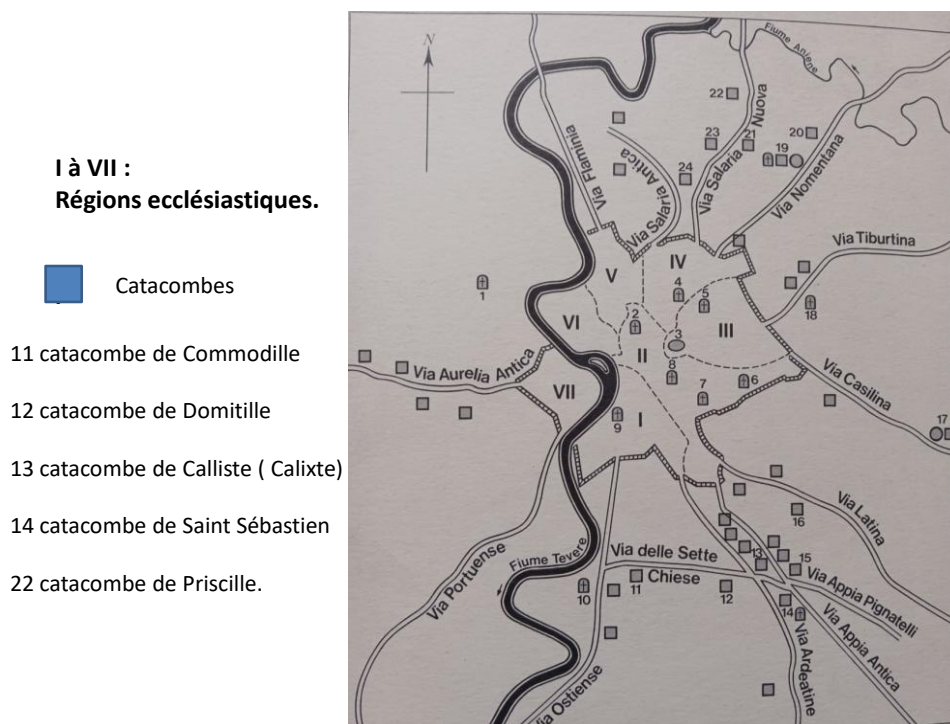 I à VII :
Régions ecclésiastiques.
Catacombes
11 catacombe de Commodille
12 catacombe de Domitille
13 catacombe de Calliste ( Calixte)
14 catacombe de Saint Sébastien
22 catacombe de Priscille.
N
Fiume Aniene
Via Flaminia
Via Salaria Antica
Via Salaria Nuova
Via Nomentana
22
23
21
20
19
24
Via Tiburtina
V
IV
1
4
5
18
2
3
VI
III
II
Via Aurelia Antica
8
6
7
VII
Via Casilina
9
I
17
Via Latina
16
Fiume Tevere
Via delle Sette
Chiese
13
15
10
11
12
Via Appia Pignatelli
14
Via Portuense
Via Appia Antica
Via Ardeatine
Via Ostiense